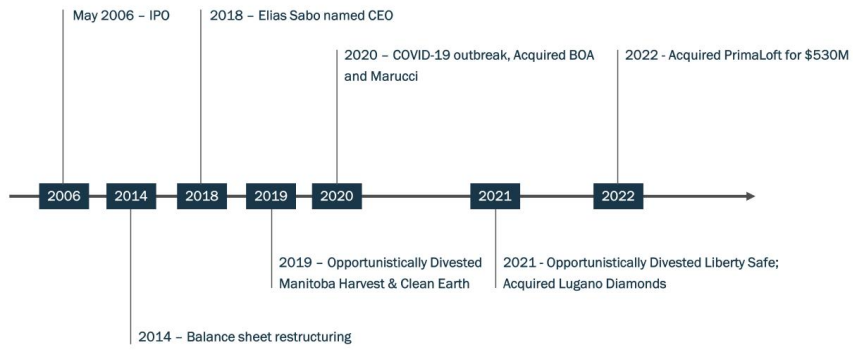 May 2006 – IPO
2018 – Elias Sabo named CEO
2020 – COVID-19 outbreak, Acquired BOA
and Marucci
2022 - Acquired PrimaLoft for $530M
2006
2014
2018
2019
2020
2021
2022
2019 – Opportunistically Divested
Manitoba Harvest & Clean Earth
2021 - Opportunistically Divested Liberty Safe;
Acquired Lugano Diamonds
2014 – Balance sheet restructuring